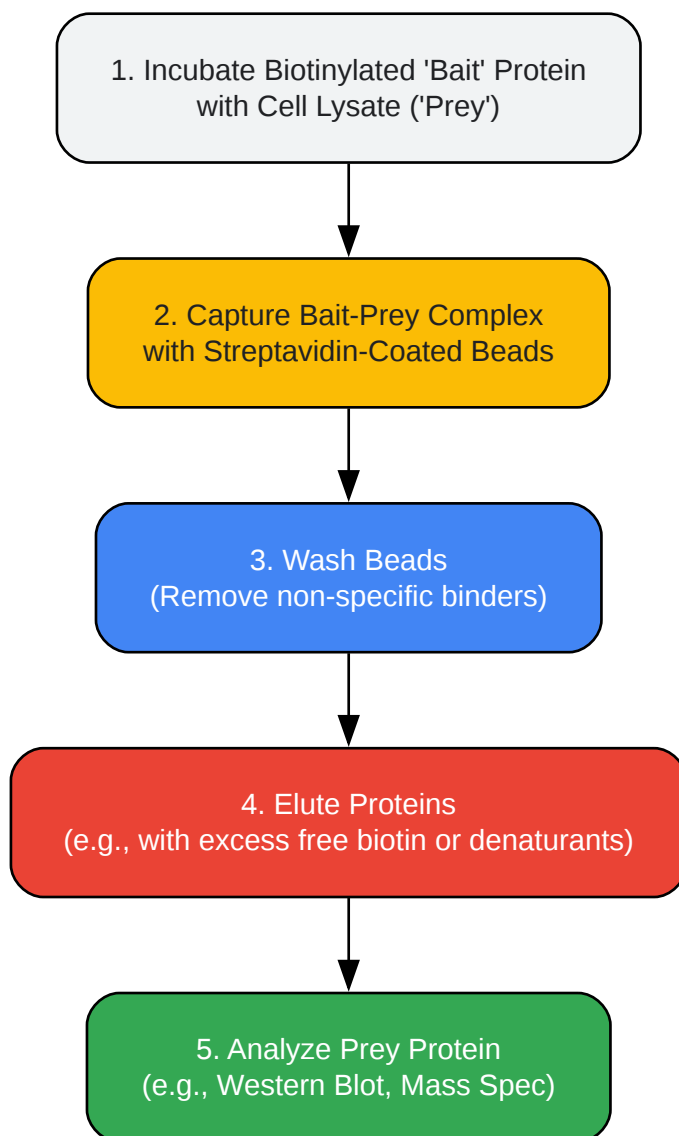 1. Incubate Biotinylated 'Bait' Protein
with Cell Lysate ('Prey')
2. Capture Bait-Prey Complex
with Streptavidin-Coated Beads
3. Wash Beads
(Remove non-specific binders)
4. Elute Proteins
(e.g., with excess free biotin or denaturants)
5. Analyze Prey Protein
(e.g., Western Blot, Mass Spec)